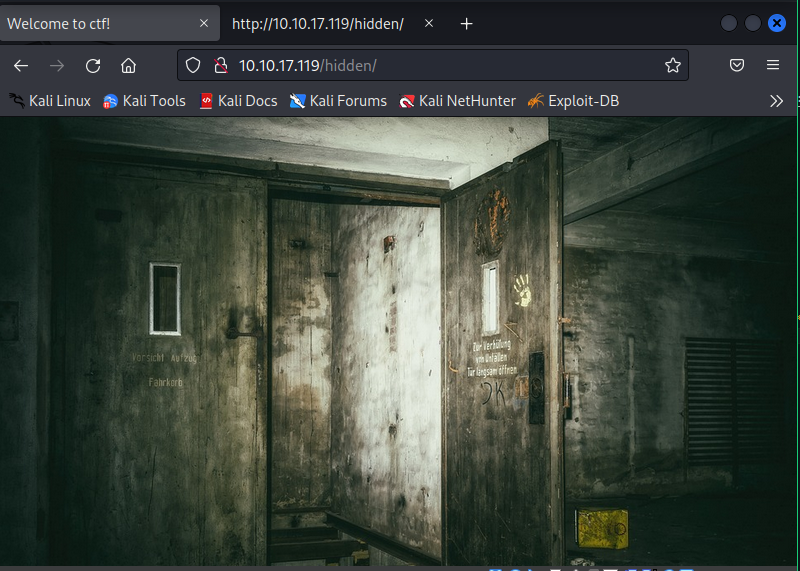 Welcome to ctf!
http://10.10.17.119/hidden/
10.10.17.119/hidden/
Kali Linux
Kali Tools
Kali Docs
Kali Forums
Kali NetHunter
Exploit-DB
Vorsicht Aufzug
Fahrkorb
Zur Verhütung
von Unfällen
Tür langsam öffnen
DK